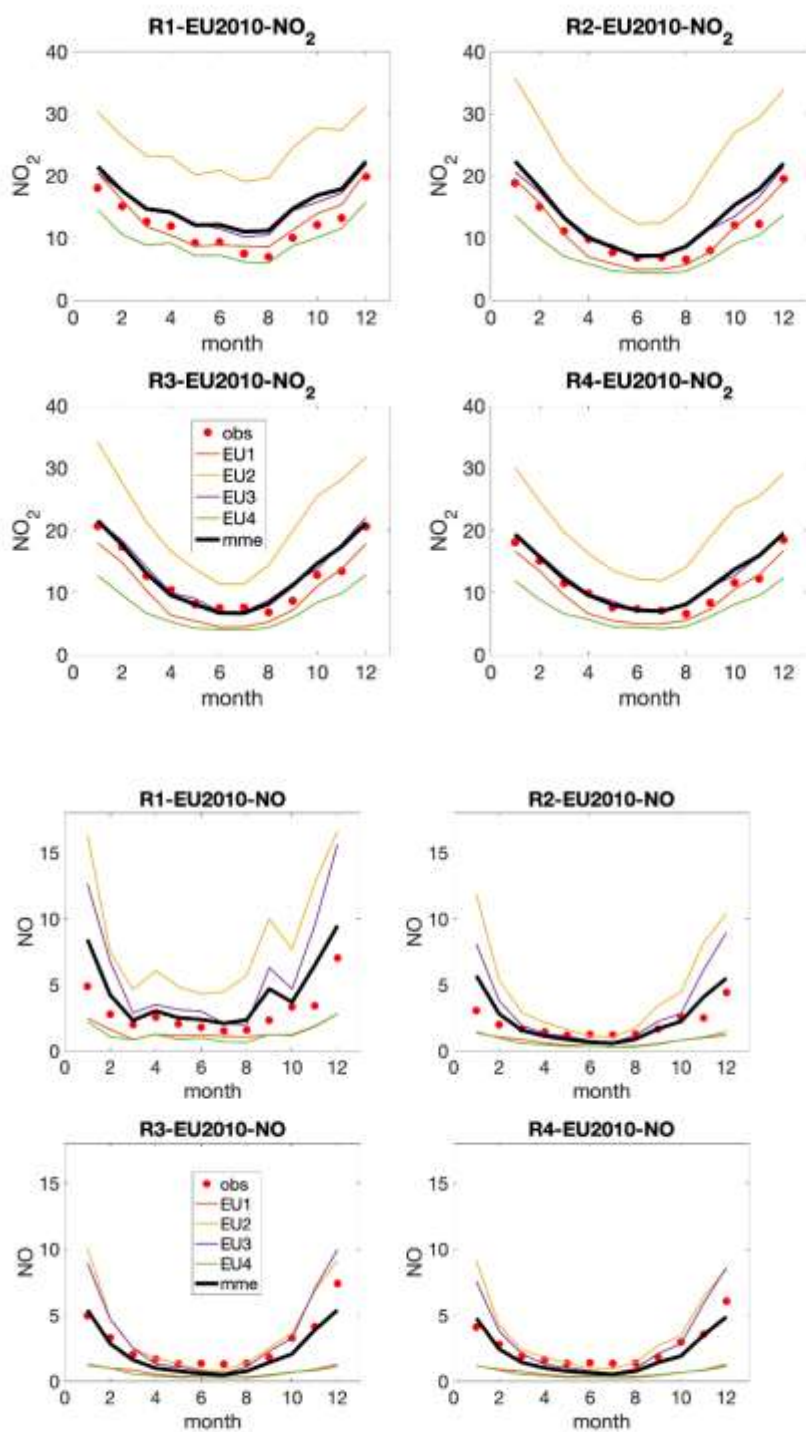 R1-EU2010-NO₂
40
30
20
10
0
NO₂
0 2 4 6 8 10 12
month
R2-EU2010-NO₂
40
30
20
10
0
NO₂
0 2 4 6 8 10 12
month
R3-EU2010-NO₂
40
30
20
10
0
NO₂
obs
EU1
EU2
EU3
EU4
mme
0 2 4 6 8 10 12
month
R4-EU2010-NO₂
40
30
20
10
0
NO₂
0 2 4 6 8 10 12
month
R1-EU2010-NO
15
10
5
0
NO
0 2 4 6 8 10 12
month
R2-EU2010-NO
15
10
5
0
NO
0 2 4 6 8 10 12
month
R3-EU2010-NO
15
10
5
0
NO
obs
EU1
EU2
EU3
EU4
mme
0 2 4 6 8 10 12
month
R4-EU2010-NO
15
10
5
0
NO
0 2 4 6 8 10 12
month